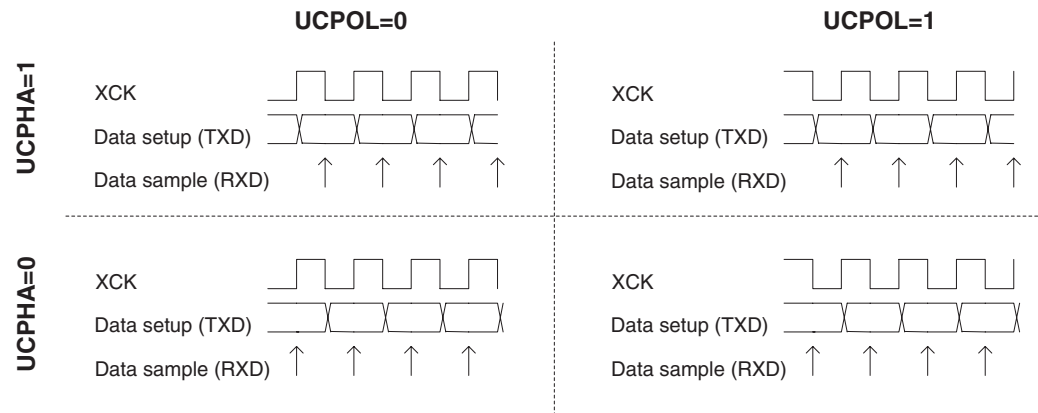 UCPOL=0
UCPOL=1
UCPHA=1
XCK
Data setup (TXD)
Data sample (RXD)
XCK
Data setup (TXD)
Data sample (RXD)
UCPHA=0
XCK
Data setup (TXD)
Data sample (RXD)
XCK
Data setup (TXD)
Data sample (RXD)